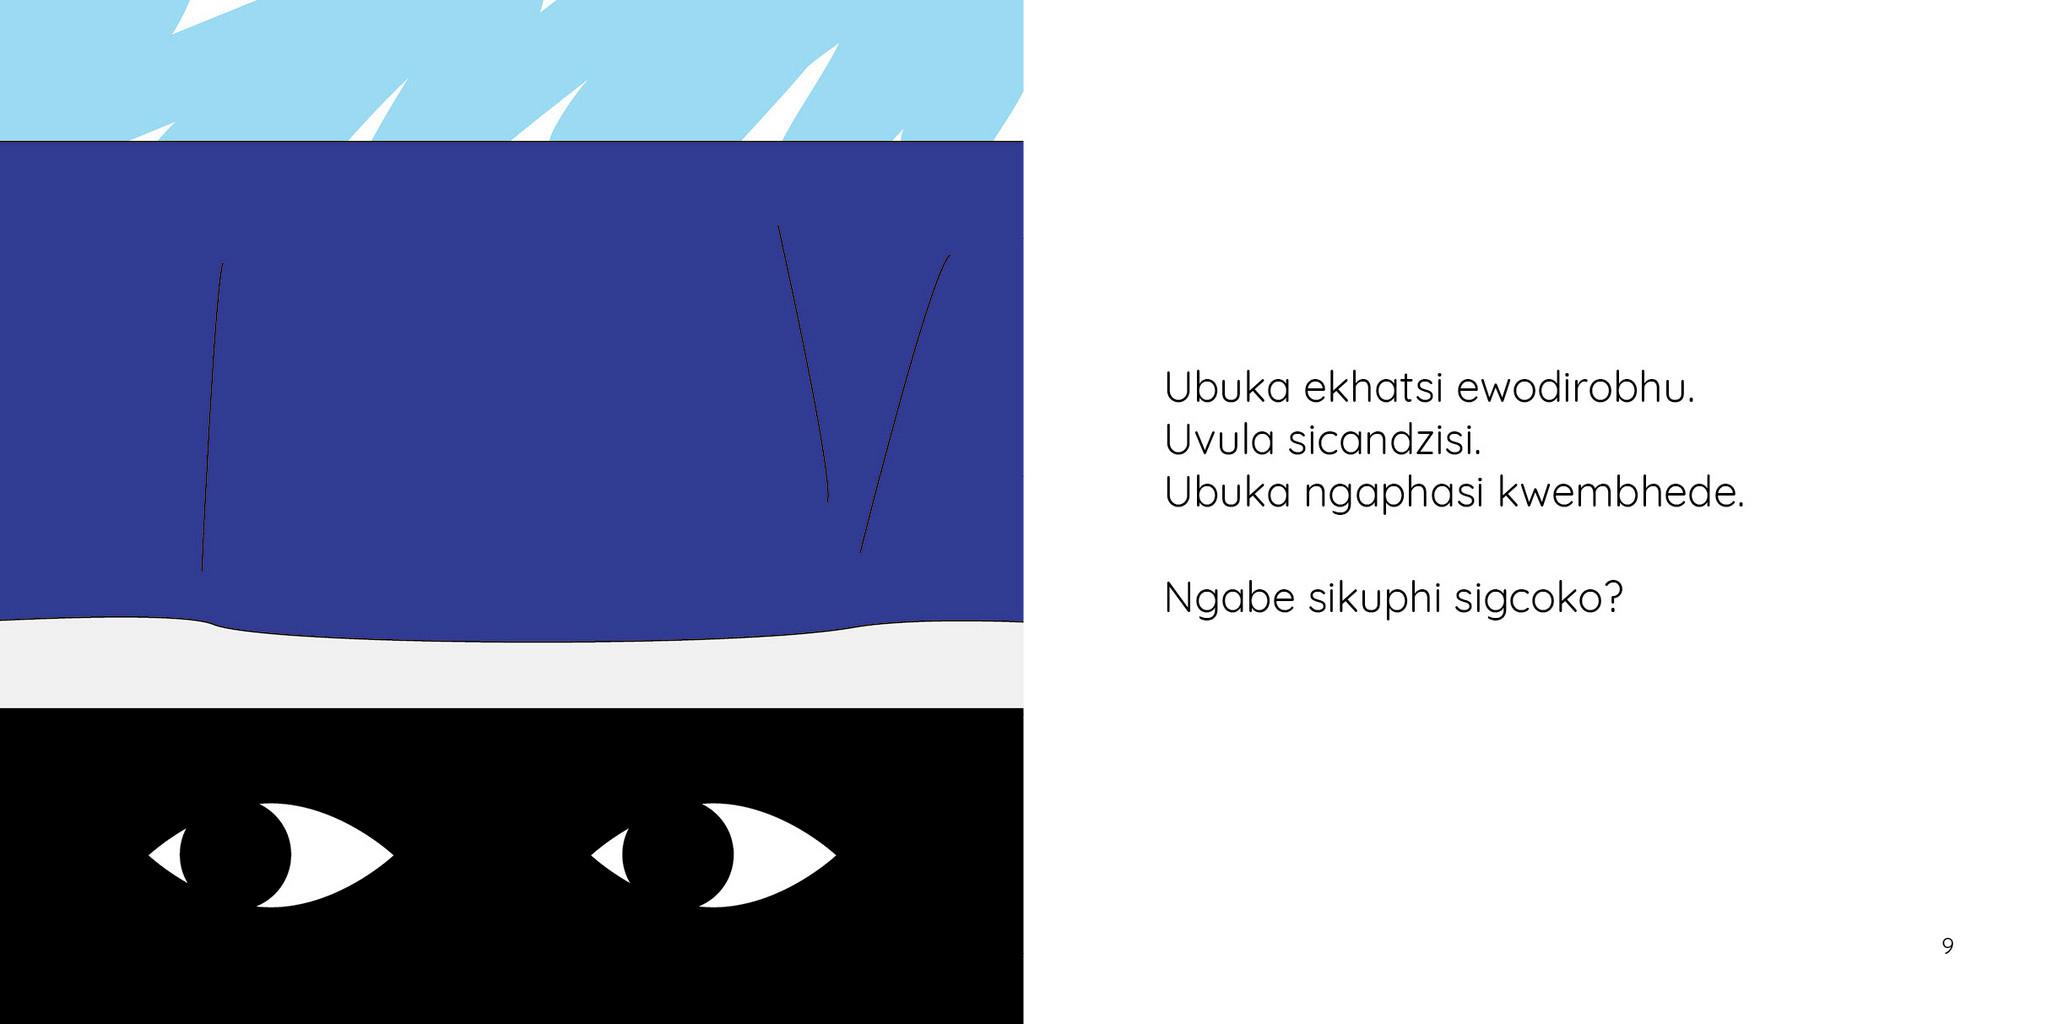 Ubuka ekhatsi ewodirobhu.
Uvula sicandzisi.
Ubuka ngaphasi kwembhede.
Ngabe sikuphi sigcoko?
9